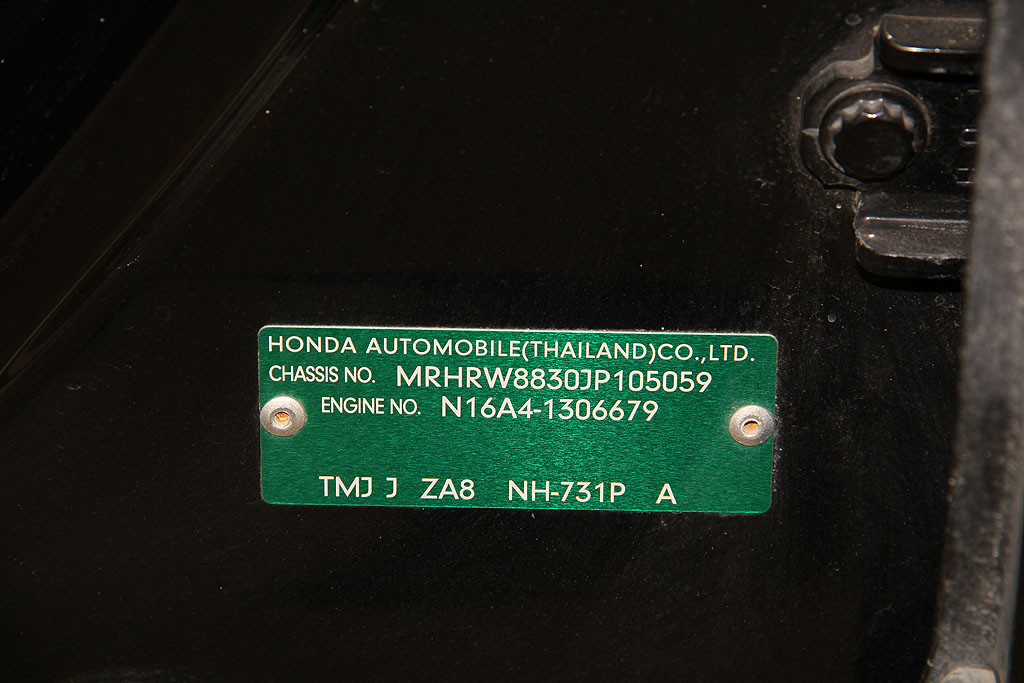 HONDA AUTOMOBILE(THAILAND)CO.,LTD.
CHASSIS NO. MRHRW8830JP105059
ENGINE NO. N16A4-1306679
TMJ J ZA8 NH-731P A